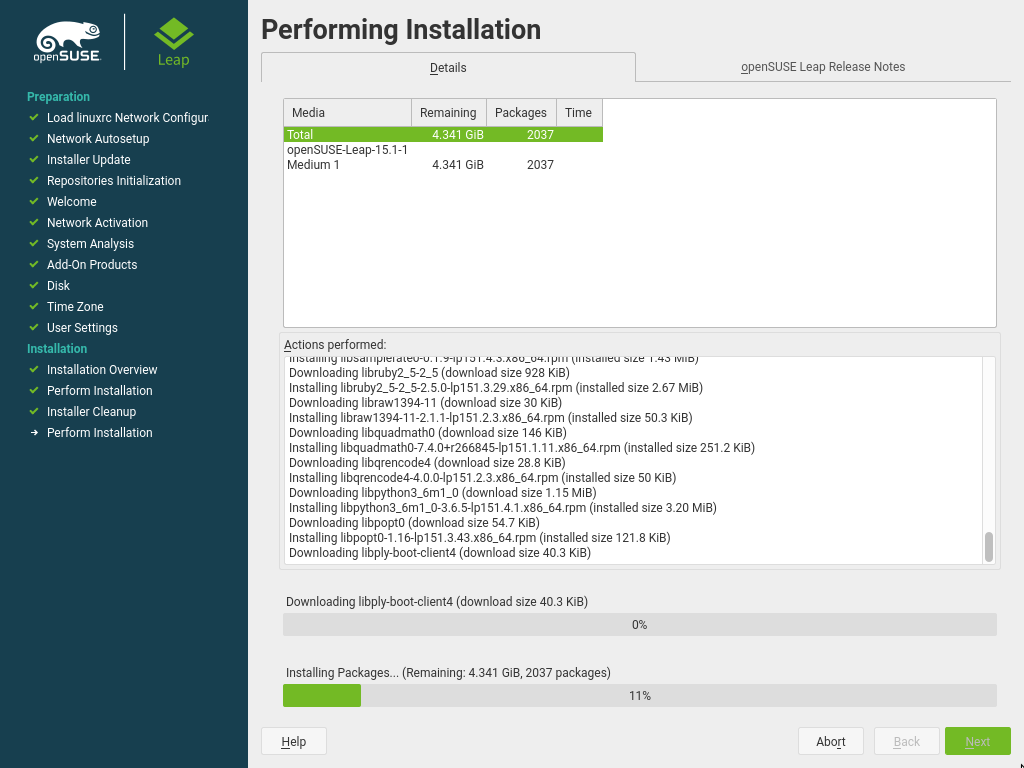 openSUSE
Leap
Preparation
Load linuxrc Network Configur
Network Autosetup
Installer Update
Repositories Initialization
Welcome
Network Activation
System Analysis
Add-On Products
Disk
Time Zone
User Settings
Installation
Installation Overview
Perform Installation
Installer Cleanup
Perform Installation
Performing Installation
Details
openSUSE Leap Release Notes
Media Remaining Packages Time
Total 4.341 GiB 2037
openSUSE-Leap-15.1-1
Medium 1 4.341 GiB 2037
Actions performed:
Installing libsamplerate0-0.1.9-lp151.4.3.x86_64.rpm (installed size 1.43 MiB)
Downloading libruby2_5-2_5 (download size 928 KiB)
Installing libruby2_5-2_5-2.5.0-lp151.3.29.x86_64.rpm (installed size 2.67 MiB)
Downloading libraw1394-11 (download size 30 KiB)
Installing libraw1394-11-2.1.1-lp151.2.3.x86_64.rpm (installed size 50.3 KiB)
Downloading libquadmath0 (download size 146 KiB)
Installing libquadmath0-7.4.0+r266845-lp151.1.11.x86_64.rpm (installed size 251.2 KiB)
Downloading libqrencode4 (download size 28.8 KiB)
Installing libqrencode4-4.0.0-lp151.2.3.x86_64.rpm (installed size 50 KiB)
Downloading libpython3_6m1_0 (download size 1.15 MiB)
Installing libpython3_6m1_0-3.6.5-lp151.4.1.x86_64.rpm (installed size 3.20 MiB)
Downloading libpopt0 (download size 54.7 KiB)
Installing libpopt0-1.16-lp151.3.43.x86_64.rpm (installed size 121.8 KiB)
Downloading libply-boot-client4 (download size 40.3 KiB)
Downloading libply-boot-client4 (download size 40.3 KiB)
0%
Installing Packages... (Remaining: 4.341 GiB, 2037 packages)
11%
Help
Abort
Back
Next